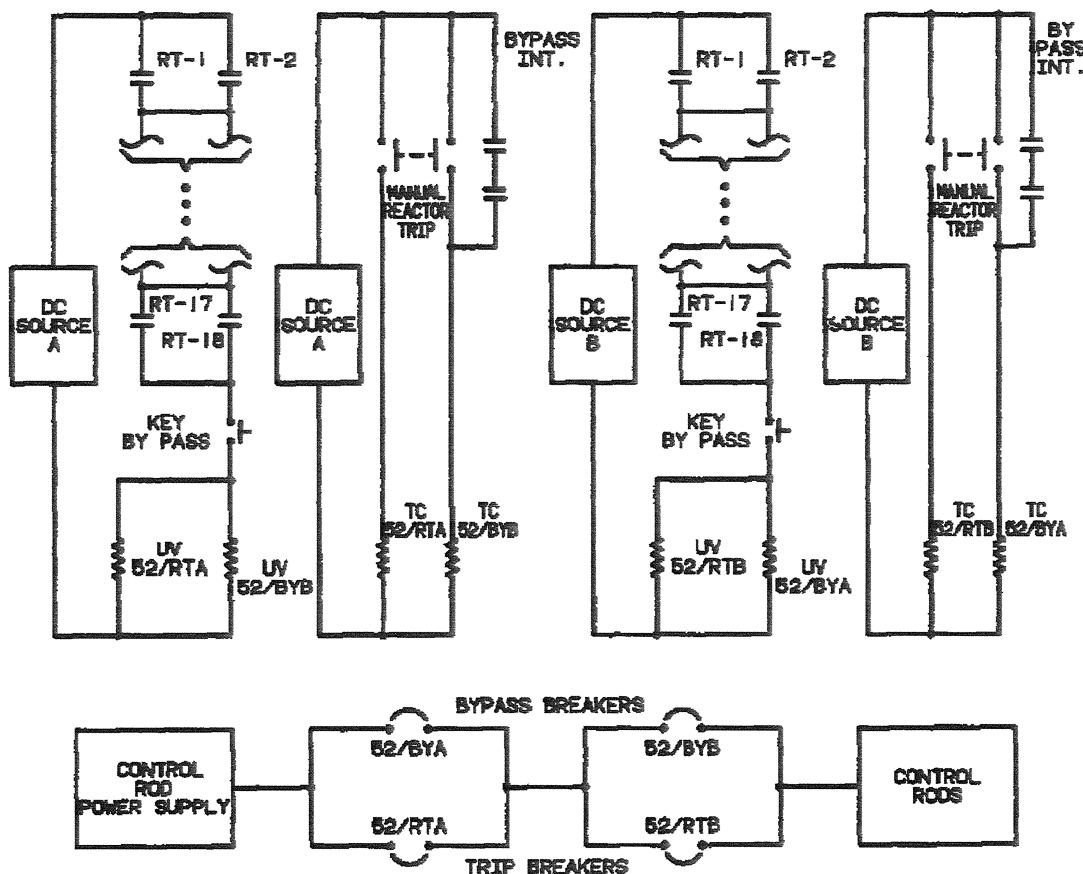 RT-1
RT-2
BYPASS
INT.
MANUAL
REACTOR
TRIP
RT-17
RT-18
DC
SOURCE
A
DC
SOURCE
A
KEY
BY PASS
UV
52/RTA
UV
52/BYB
TC
52/RTA
TC
52/BYB
RT-1
RT-2
BY
PASS
INT.
MANUAL
REACTOR
TRIP
RT-17
RT-18
DC
SOURCE
B
DC
SOURCE
B
KEY
BY PASS
UV
52/RTB
UV
52/BYA
TC
52/RTB
TC
52/BYA
BYPASS BREAKERS
52/BYA
52/BYB
CONTROL
ROD
POWER SUPPLY
CONTROL
RODS
52/RTA
52/RTB
TRIP BREAKERS